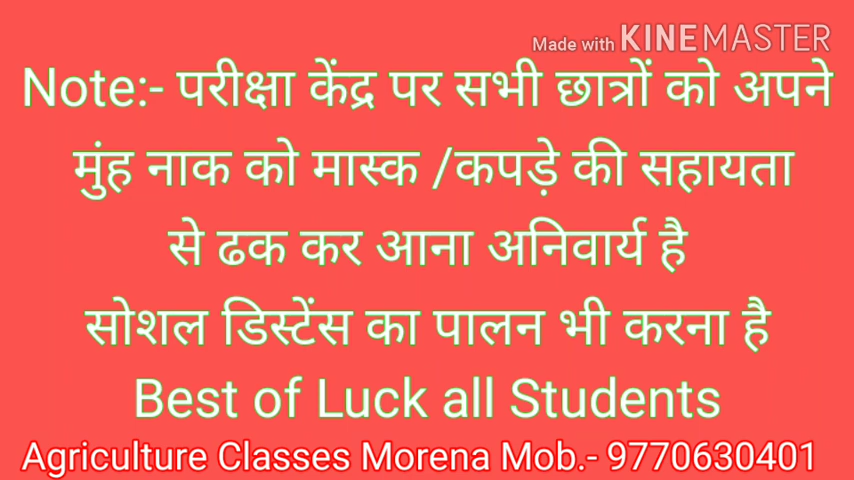 Made with KINEMASTER
Note:- परीक्षा केंद्र पर सभी छात्रों को अपने
मुंह नाक को मास्क /कपड़े की सहायता
से ढक कर आना अनिवार्य है
सोशल डिस्टेंस का पालन भी करना है
Best of Luck all Students
Agriculture Classes Morena Mob.- 9770630401